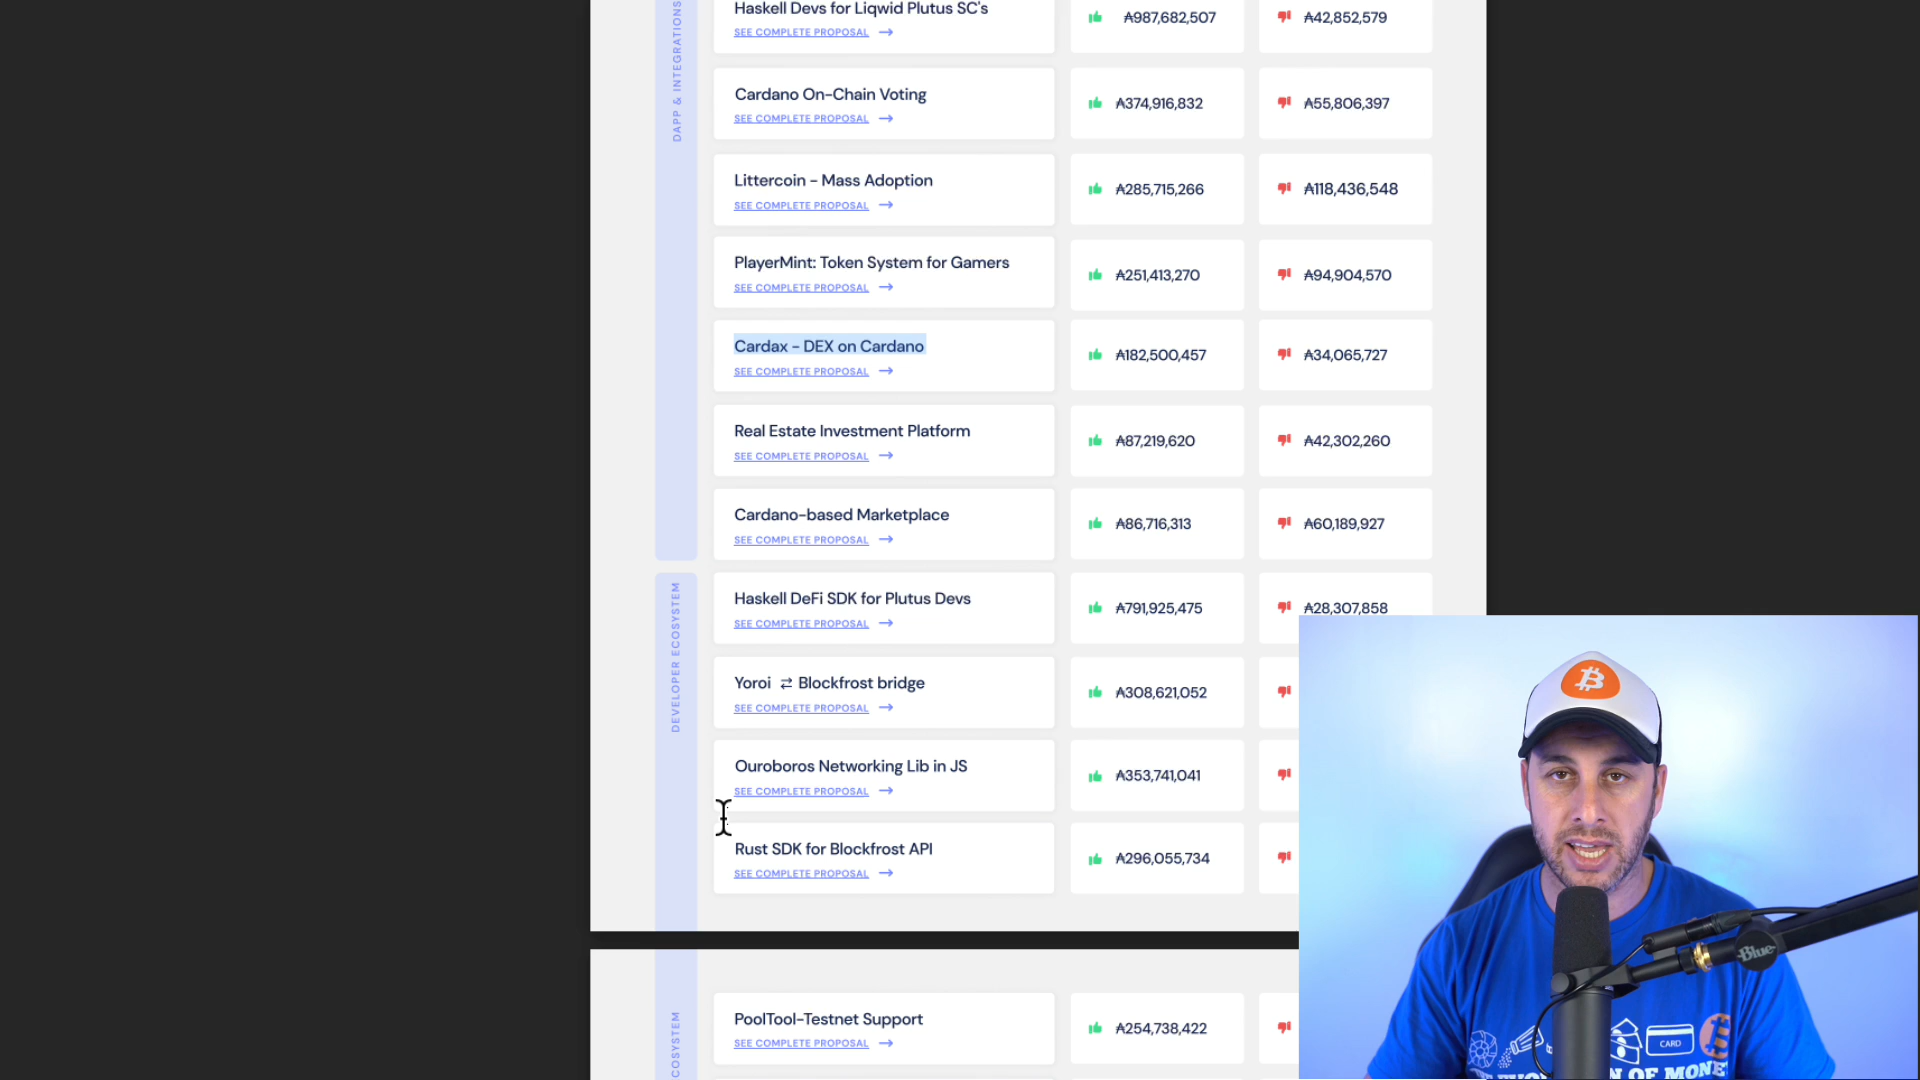 DAPP & INTEGRATIONS
Haskell Devs for Liqwid Plutus SC's
SEE COMPLETE PROPOSAL →
₳987,682,507
₳42,852,579
Cardano On-Chain Voting
SEE COMPLETE PROPOSAL →
₳374,916,832
₳55,806,397
Littercoin - Mass Adoption
SEE COMPLETE PROPOSAL →
₳285,715,266
₳118,436,548
PlayerMint: Token System for Gamers
SEE COMPLETE PROPOSAL →
₳251,413,270
₳94,904,570
Cardax - DEX on Cardano
SEE COMPLETE PROPOSAL →
₳182,500,457
₳34,065,727
Real Estate Investment Platform
SEE COMPLETE PROPOSAL →
₳87,219,620
₳42,302,260
Cardano-based Marketplace
SEE COMPLETE PROPOSAL →
₳86,716,313
₳60,189,927
DEVELOPER ECOSYSTEM
Haskell DeFi SDK for Plutus Devs
SEE COMPLETE PROPOSAL →
₳791,925,475
₳28,307,858
Yoroi ⇄ Blockfrost bridge
SEE COMPLETE PROPOSAL →
₳308,621,052
Ouroboros Networking Lib in JS
SEE COMPLETE PROPOSAL →
₳353,741,041
Rust SDK for Blockfrost API
SEE COMPLETE PROPOSAL →
₳296,055,734
COSYSTEM
PoolTool-Testnet Support
SEE COMPLETE PROPOSAL →
₳254,738,422
Blue
CARD
N OF MONE